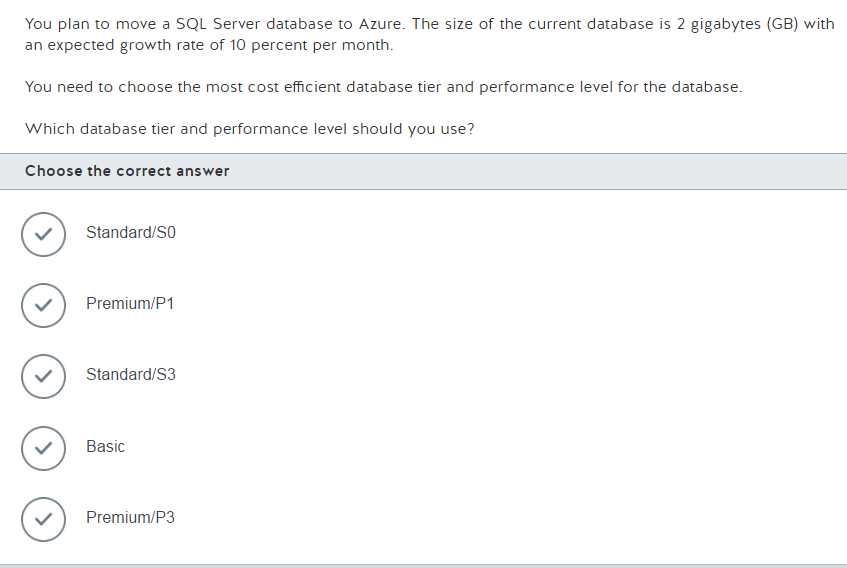 You plan to move a SQL Server database to Azure. The size of the current database is 2 gigabytes (GB) with
an expected growth rate of 10 percent per month.
You need to choose the most cost efficient database tier and performance level for the database.
Which database tier and performance level should you use?
Choose the correct answer
Standard/S0
Premium/P1
Standard/S3
Basic
Premium/P3